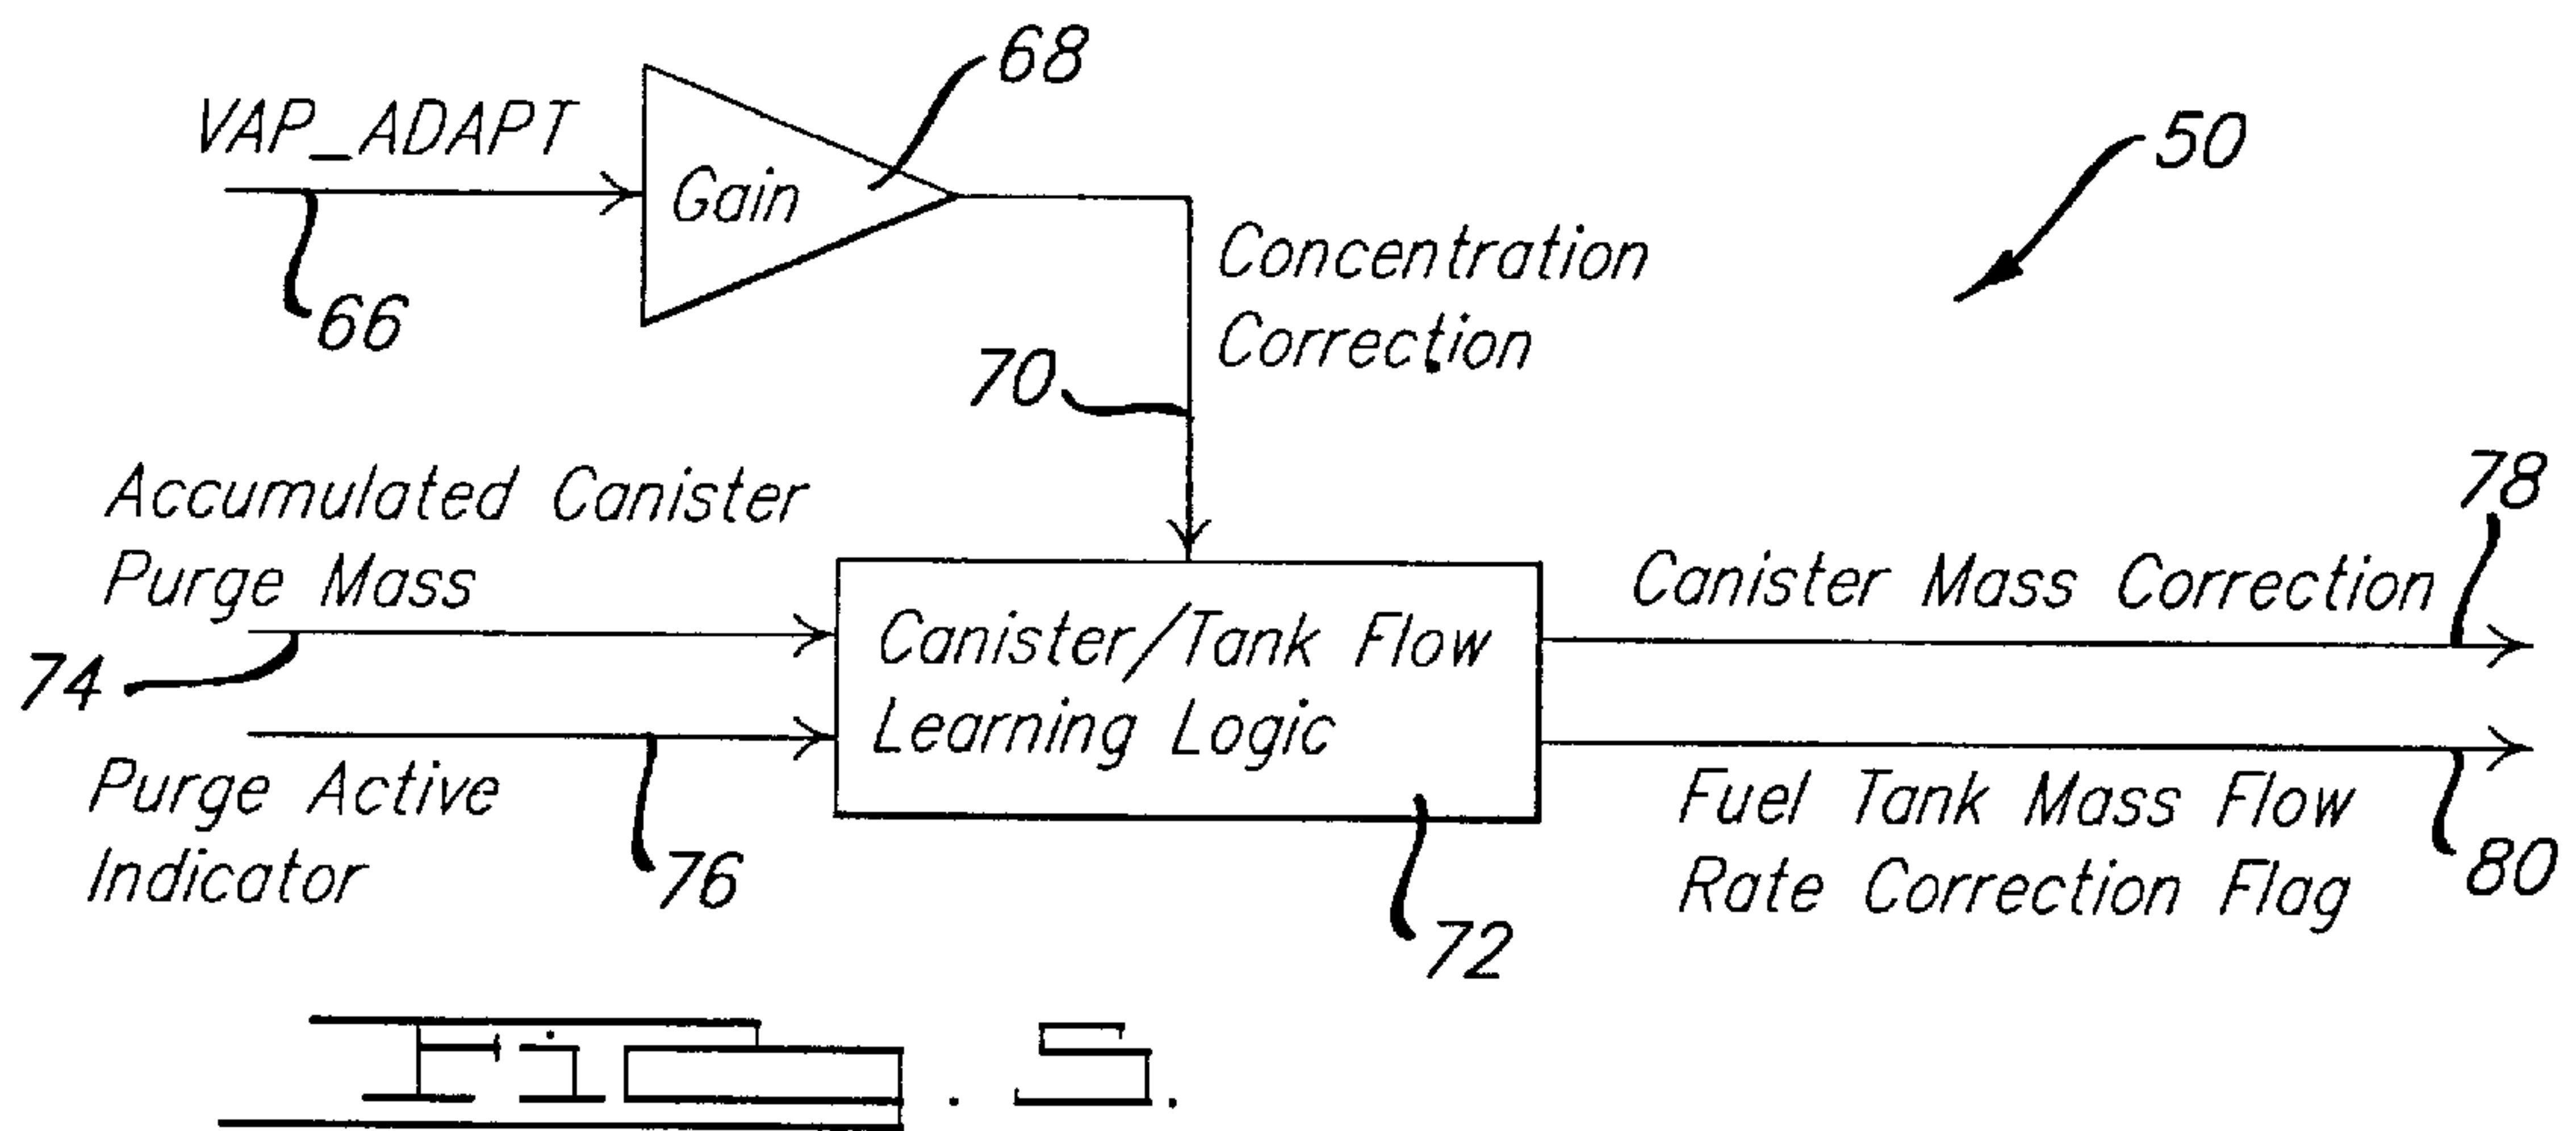 68
VAP_ADAPT
50
Gain
66
Concentration
Correction
70
Accumulated Canister
Purge Mass
78
Canister Mass Correction
Canister/Tank Flow
Learning Logic
74
Purge Active
Indicator
76
Fuel Tank Mass Flow
Rate Correction Flag
80
72
Fig. 5.